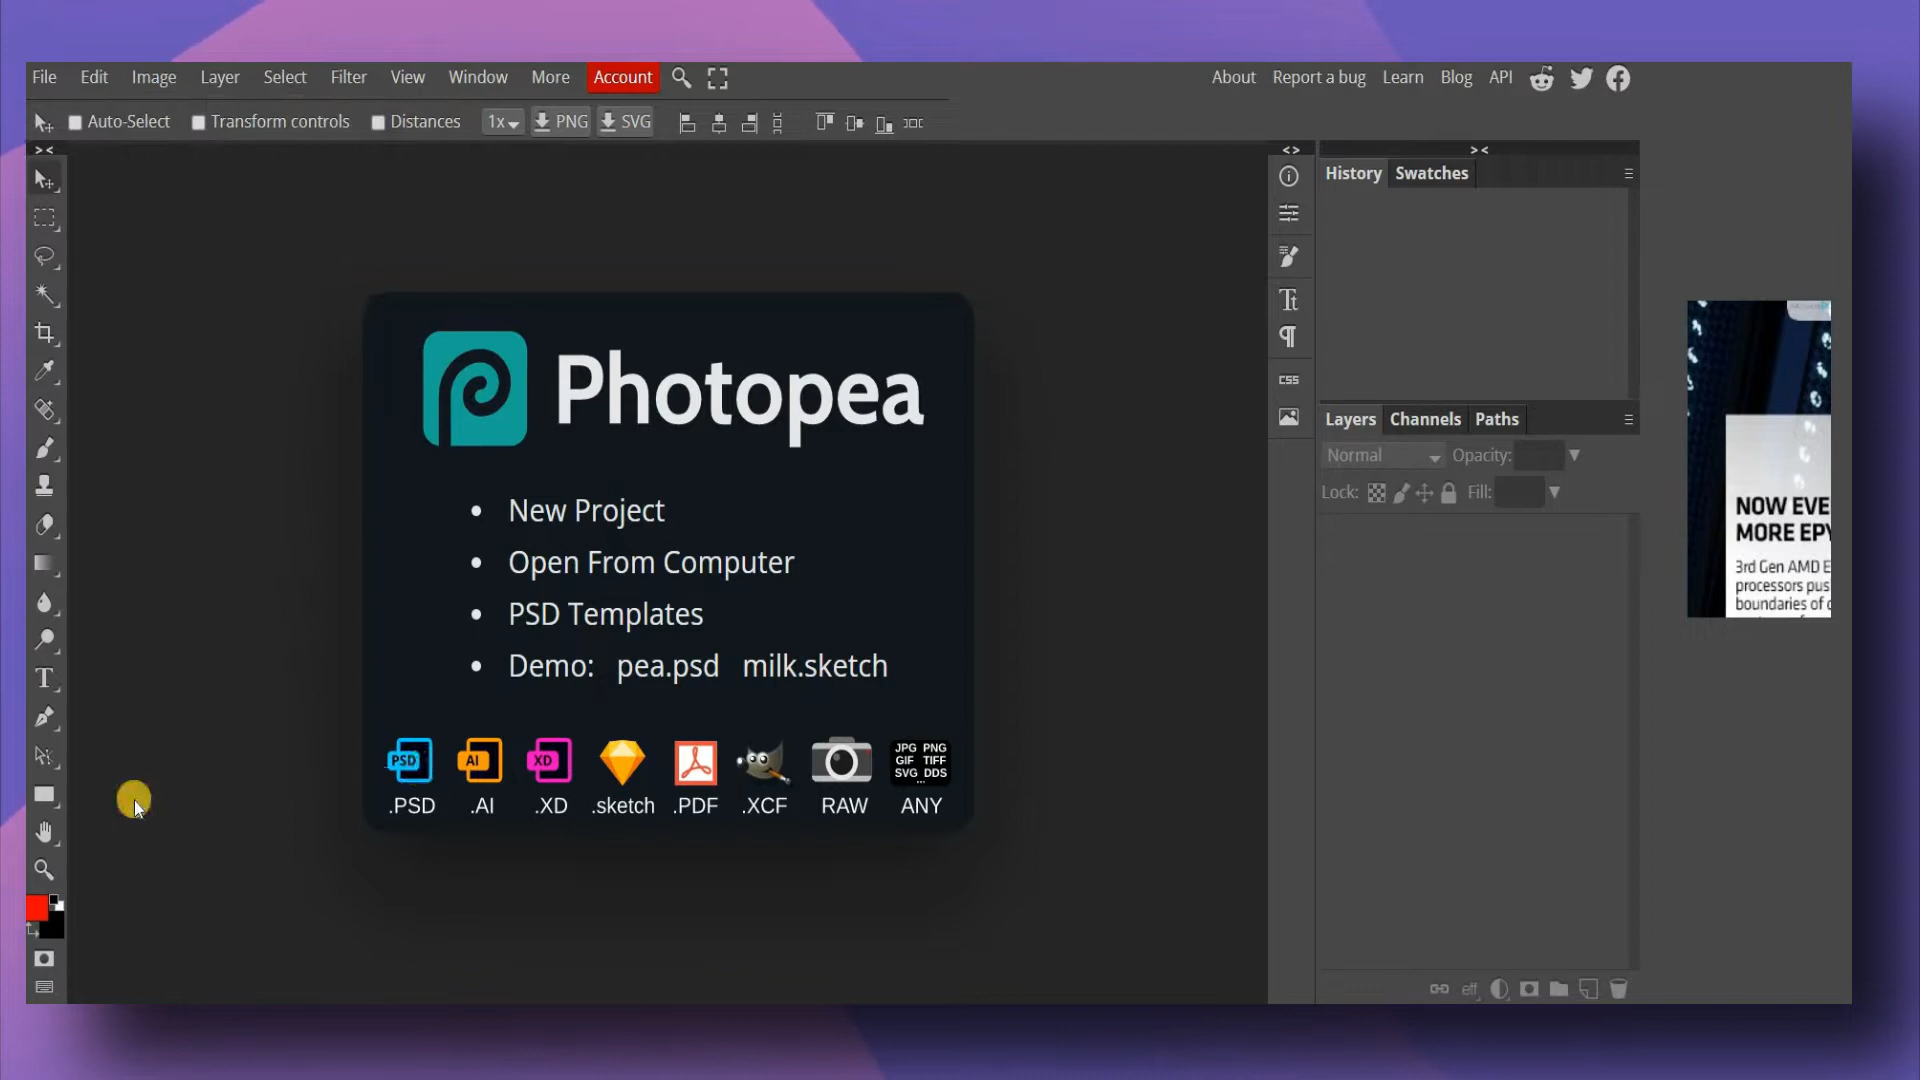 File Edit Image Layer Select Filter View Window More Account About Report a bug Learn Blog API
Auto-Select Transform controls Distances 1x PNG SVG
> < < > > <
History Swatches
Photopea
New Project
Open From Computer
PSD Templates
Demo: pea.psd milk.sketch
PSD AI XD JPG PNG GIF TIFF SVG DDS ...
.PSD .AI .XD .sketch .PDF .XCF RAW ANY
CSS
Layers Channels Paths
Normal Opacity:
Lock: Fill:
eff
NOW EVE
MORE EPY
3rd Gen AMD E
processors pus
boundaries of